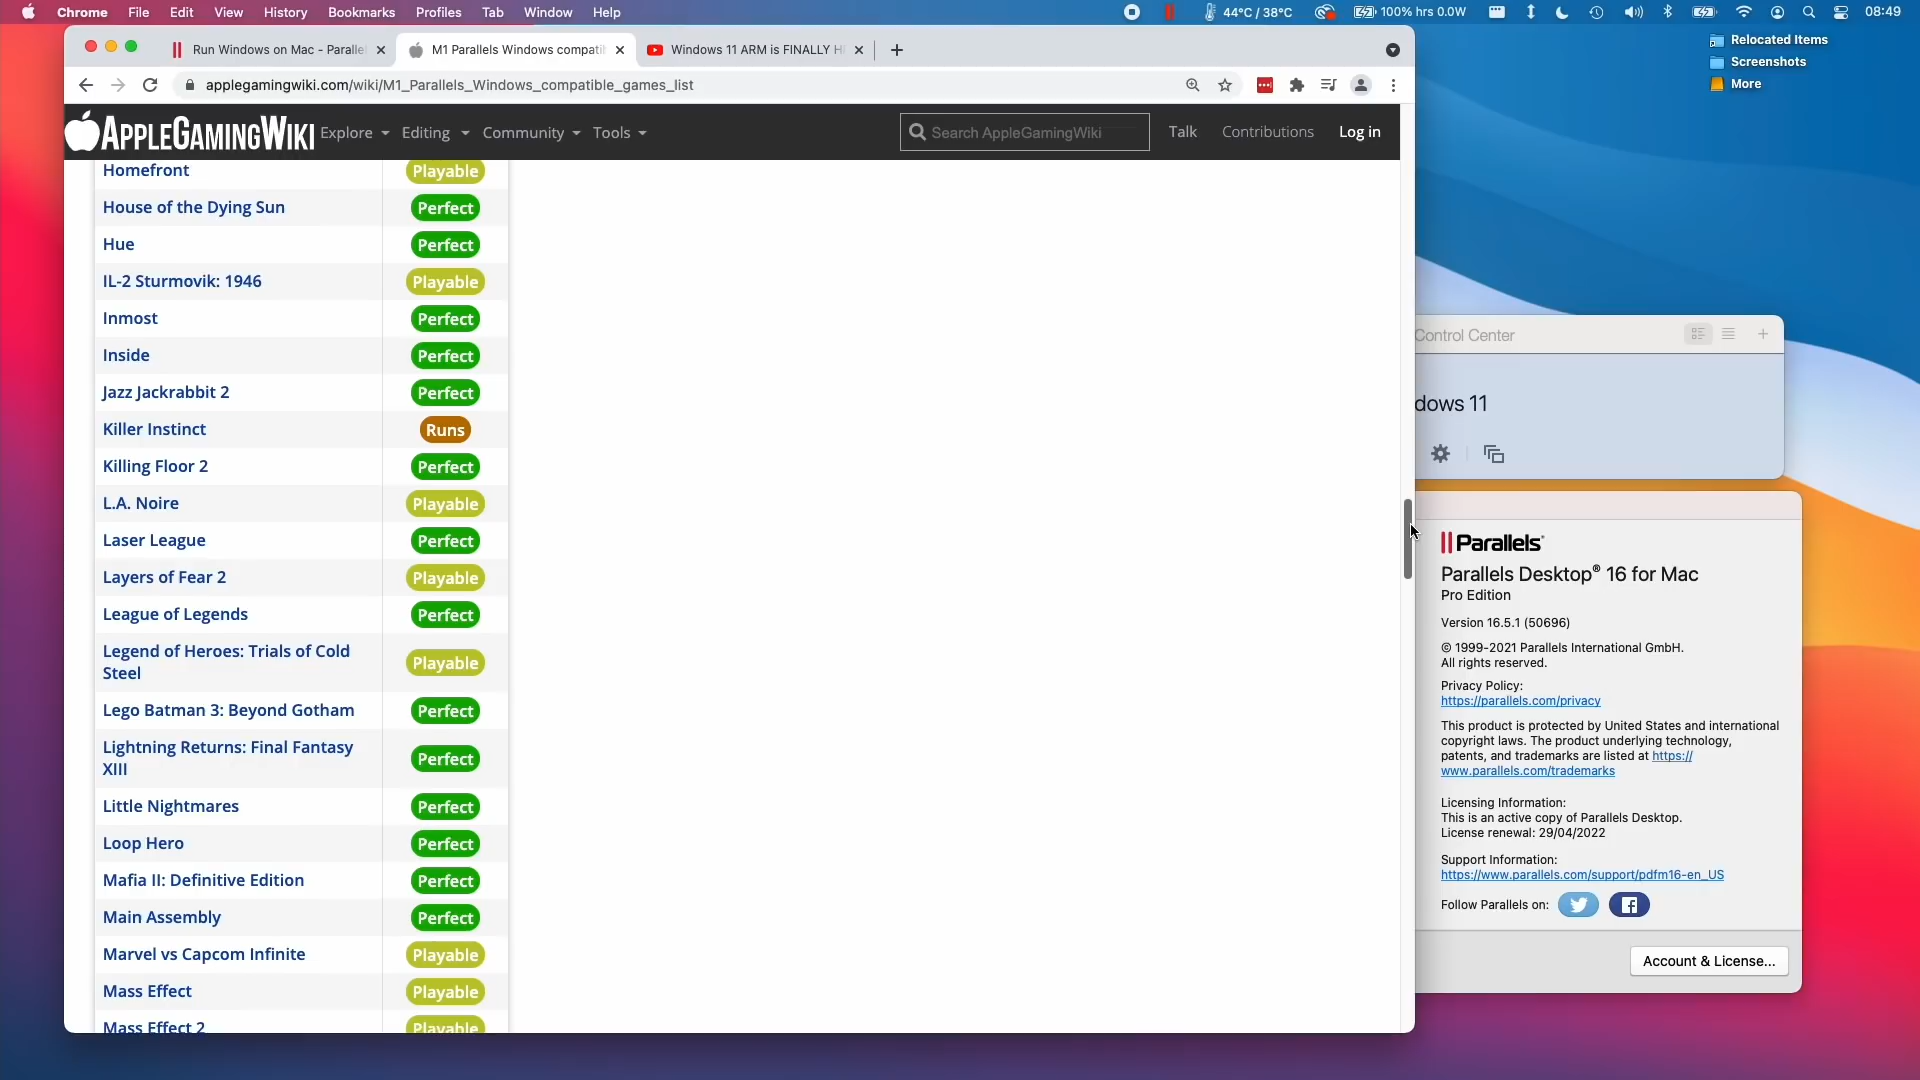 Chrome File Edit View History Bookmarks Profiles Tab Window Help
44°C / 38°C 100% hrs 0.0W 08:49
Run Windows on Mac - Paralle
M1 Parallels Windows compatib
Windows 11 ARM is FINALLY H
applegamingwiki.com/wiki/M1_Parallels_Windows_compatible_games_list
APPLEGAMINGWIKI Explore Editing Community Tools Search AppleGamingWiki Talk Contributions Log in
Homefront Playable
House of the Dying Sun Perfect
Hue Perfect
IL-2 Sturmovik: 1946 Playable
Inmost Perfect
Inside Perfect
Jazz Jackrabbit 2 Perfect
Killer Instinct Runs
Killing Floor 2 Perfect
L.A. Noire Playable
Laser League Perfect
Layers of Fear 2 Playable
League of Legends Perfect
Legend of Heroes: Trials of Cold
Steel Playable
Lego Batman 3: Beyond Gotham Perfect
Lightning Returns: Final Fantasy
XIII Perfect
Little Nightmares Perfect
Loop Hero Perfect
Mafia II: Definitive Edition Perfect
Main Assembly Perfect
Marvel vs Capcom Infinite Playable
Mass Effect Playable
Mass Effect 2 Playable
Relocated Items
Screenshots
More
Control Center
dows 11
Parallels®
Parallels Desktop® 16 for Mac
Pro Edition
Version 16.5.1 (50696)
© 1999-2021 Parallels International GmbH.
All rights reserved.
Privacy Policy:
https://parallels.com/privacy
This product is protected by United States and international
copyright laws. The product underlying technology,
patents, and trademarks are listed at https://
www.parallels.com/trademarks
Licensing Information:
This is an active copy of Parallels Desktop.
License renewal: 29/04/2022
Support Information:
https://www.parallels.com/support/pdfm16-en_US
Follow Parallels on:
Account & License...